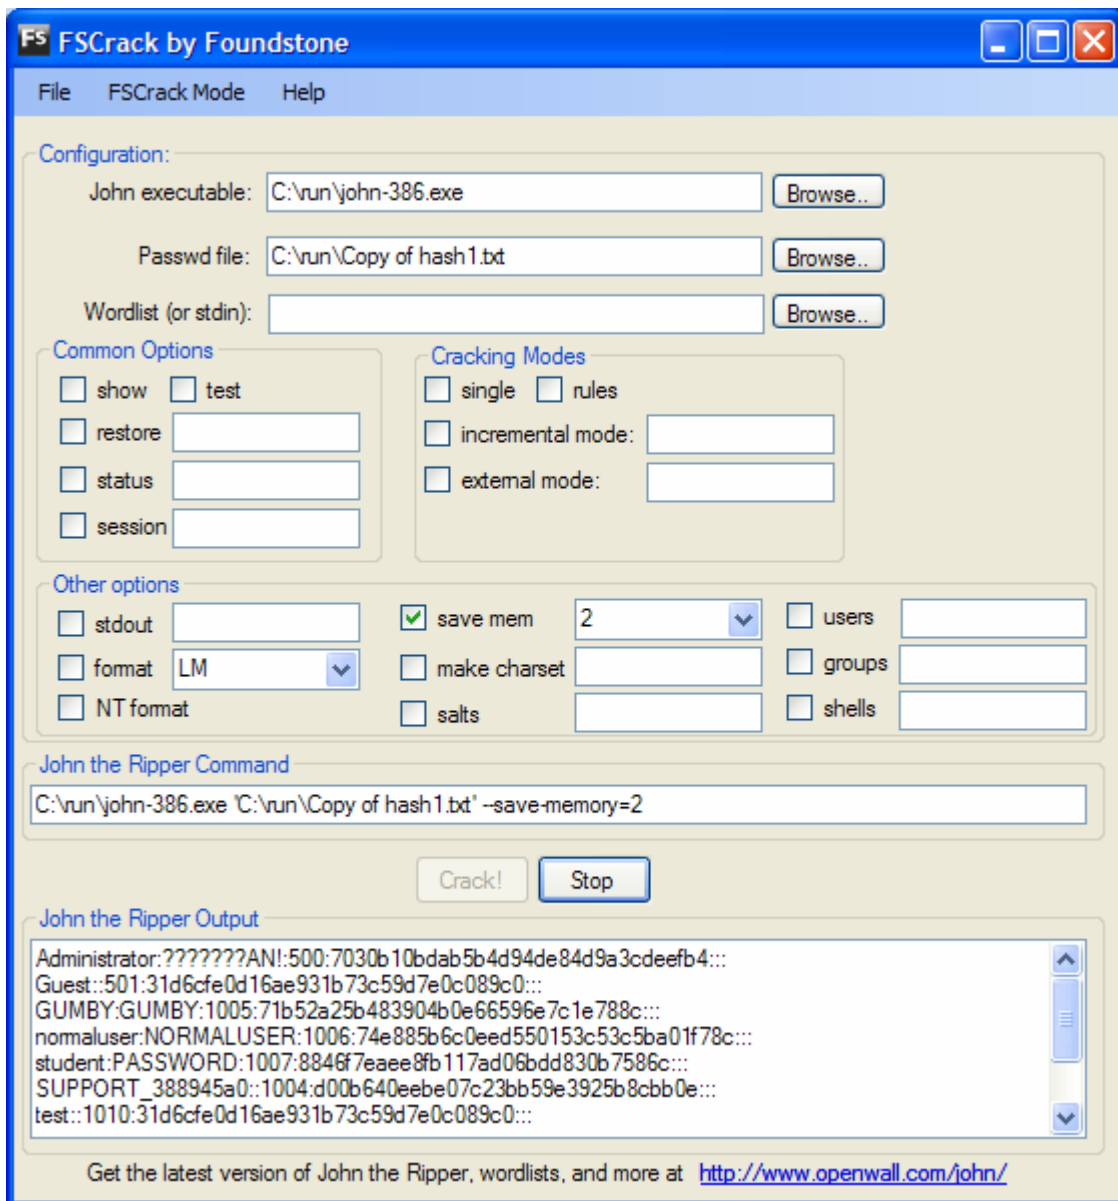 FS FSCrack by Foundstone
File FSCrack Mode Help
Configuration:
John executable: C:\run\john-386.exe Browse..
Passwd file: C:\run\Copy of hash1.txt Browse..
Wordlist (or stdin): Browse..
Common Options
show test
restore
status
session
Cracking Modes
single rules
incremental mode:
external mode:
Other options
stdout save mem 2 users
format LM make charset groups
NT format salts shells
John the Ripper Command
C:\run\john-386.exe 'C:\run\Copy of hash1.txt' --save-memory=2
Crack! Stop
John the Ripper Output
Administrator:???????AN!:500:7030b10bdab5b4d94de84d9a3cdeefb4:::
Guest::501:31d6cfe0d16ae931b73c59d7e0c089c0:::
GUMBY:GUMBY:1005:71b52a25b483904b0e66596e7c1e788c:::
normaluser:NORMALUSER:1006:74e885b6c0eed550153c53c5ba01f78c:::
student:PASSWORD:1007:8846f7eaee8fb117ad06bdd830b7586c:::
SUPPORT_388945a0::1004:d00b640eebe07c23bb59e3925b8cbb0e:::
test::1010:31d6cfe0d16ae931b73c59d7e0c089c0:::
Get the latest version of John the Ripper, wordlists, and more at http://www.openwall.com/john/